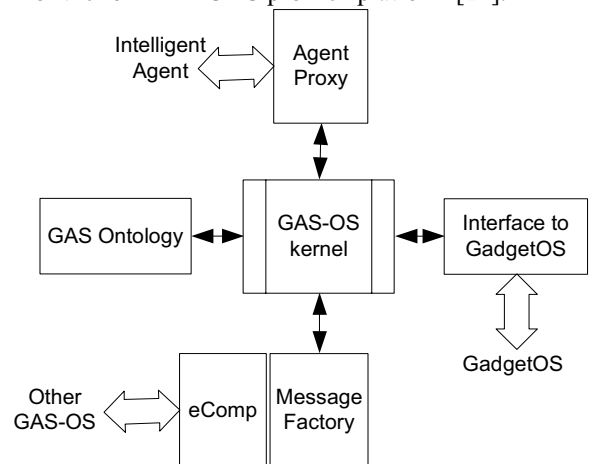 Intelligent
Agent
Agent
Proxy
GAS Ontology
GAS-OS
kernel
Interface to
GadgetOS
GadgetOS
Other
GAS-OS
eComp
Message
Factory